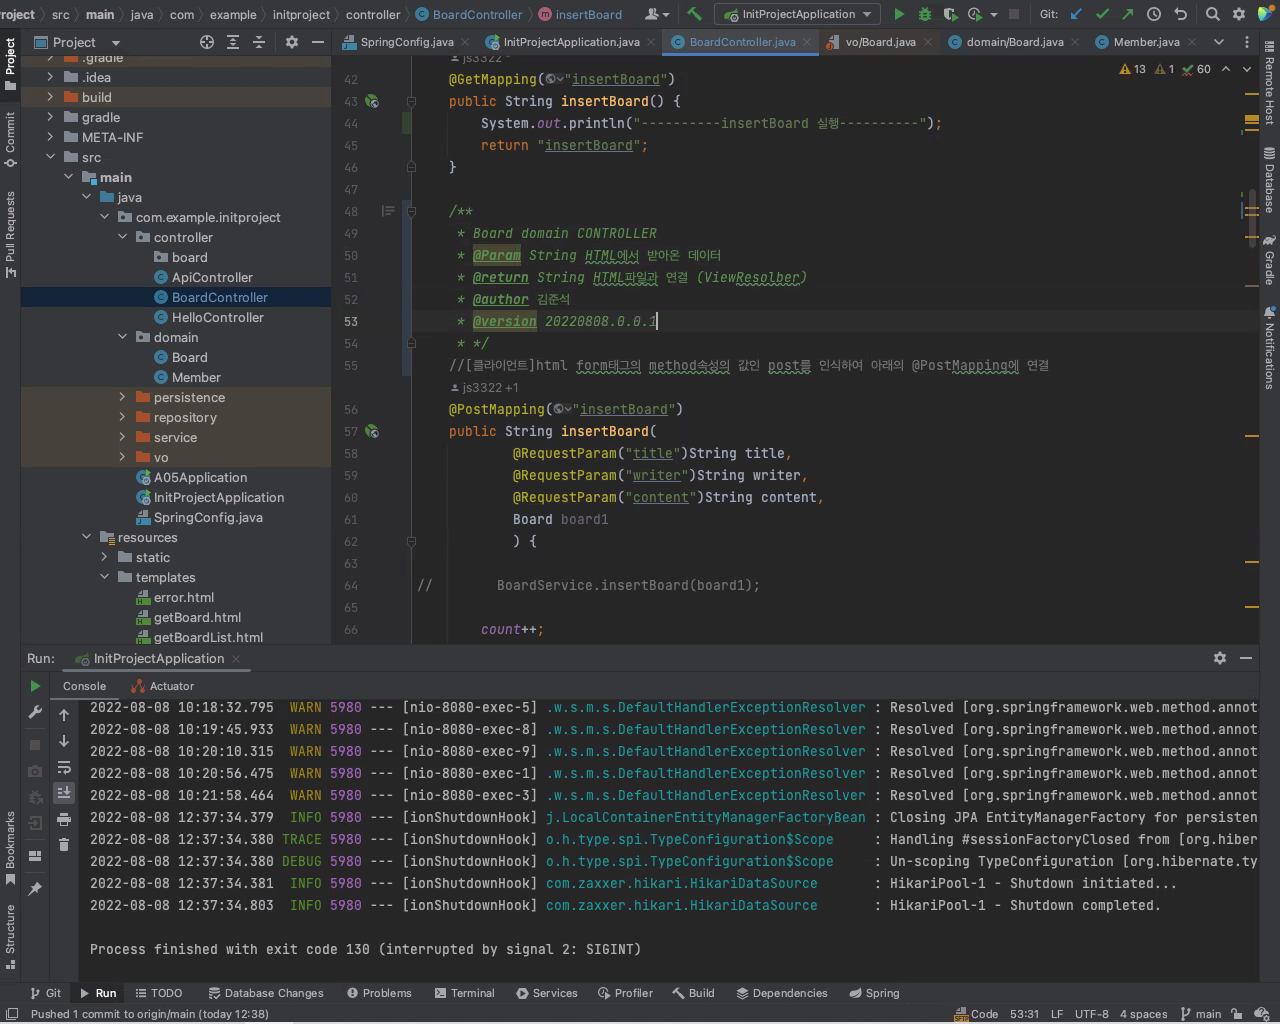 Project
src
main
java
com
example
initproject
controller
BoardController
insertBoard
InitProjectApplication
Git:
Project
SpringConfig.java
InitProjectApplication.java
BoardController.java
vo/Board.java
domain/Board.java
Member.java
.gradle
.idea
build
gradle
META-INF
src
main
java
com.example.initproject
controller
board
ApiController
BoardController
HelloController
domain
Board
Member
persistence
repository
service
vo
A05Application
InitProjectApplication
SpringConfig.java
resources
static
templates
error.html
getBoard.html
getBoardList.html
Project
Commit
Pull Requests
Bookmarks
Structure
Remote Host
Database
Gradle
Notifications
13 1 60
js3322
42 @GetMapping("insertBoard")
43 public String insertBoard() {
44 System.out.println("----------insertBoard 실행----------");
45 return "insertBoard";
46 }
47
48 /**
49 * Board domain CONTROLLER
50 * @Param String HTML에서 받아온 데이터
51 * @return String HTML파일과 연결 (ViewResolber)
52 * @author 김준석
53 * @version 20220808.0.0.1
54 * */
55 //[클라이언트]html form태그의 method속성의 값인 post를 인식하여 아래의 @PostMapping에 연결
js3322 +1
56 @PostMapping("insertBoard")
57 public String insertBoard(
58 @RequestParam("title")String title,
59 @RequestParam("writer")String writer,
60 @RequestParam("content")String content,
61 Board board1
62 ) {
63
64 // BoardService.insertBoard(board1);
65
66 count++;
Run: InitProjectApplication
Console Actuator
2022-08-08 10:18:32.795 WARN 5980 --- [nio-8080-exec-5] .w.s.m.s.DefaultHandlerExceptionResolver : Resolved [org.springframework.web.method.annot
2022-08-08 10:19:45.933 WARN 5980 --- [nio-8080-exec-8] .w.s.m.s.DefaultHandlerExceptionResolver : Resolved [org.springframework.web.method.annot
2022-08-08 10:20:10.315 WARN 5980 --- [nio-8080-exec-9] .w.s.m.s.DefaultHandlerExceptionResolver : Resolved [org.springframework.web.method.annot
2022-08-08 10:20:56.475 WARN 5980 --- [nio-8080-exec-1] .w.s.m.s.DefaultHandlerExceptionResolver : Resolved [org.springframework.web.method.annot
2022-08-08 10:21:58.464 WARN 5980 --- [nio-8080-exec-3] .w.s.m.s.DefaultHandlerExceptionResolver : Resolved [org.springframework.web.method.annot
2022-08-08 12:37:34.379 INFO 5980 --- [ionShutdownHook] j.LocalContainerEntityManagerFactoryBean : Closing JPA EntityManagerFactory for persisten
2022-08-08 12:37:34.380 TRACE 5980 --- [ionShutdownHook] o.h.type.spi.TypeConfiguration$Scope : Handling #sessionFactoryClosed from [org.hiber
2022-08-08 12:37:34.380 DEBUG 5980 --- [ionShutdownHook] o.h.type.spi.TypeConfiguration$Scope : Un-scoping TypeConfiguration [org.hibernate.ty
2022-08-08 12:37:34.381 INFO 5980 --- [ionShutdownHook] com.zaxxer.hikari.HikariDataSource : HikariPool-1 - Shutdown initiated...
2022-08-08 12:37:34.803 INFO 5980 --- [ionShutdownHook] com.zaxxer.hikari.HikariDataSource : HikariPool-1 - Shutdown completed.
Process finished with exit code 130 (interrupted by signal 2: SIGINT)
Git Run TODO Database Changes Problems Terminal Services Profiler Build Dependencies Spring
Pushed 1 commit to origin/main (today 12:38)
Code 53:31 LF UTF-8 4 spaces main